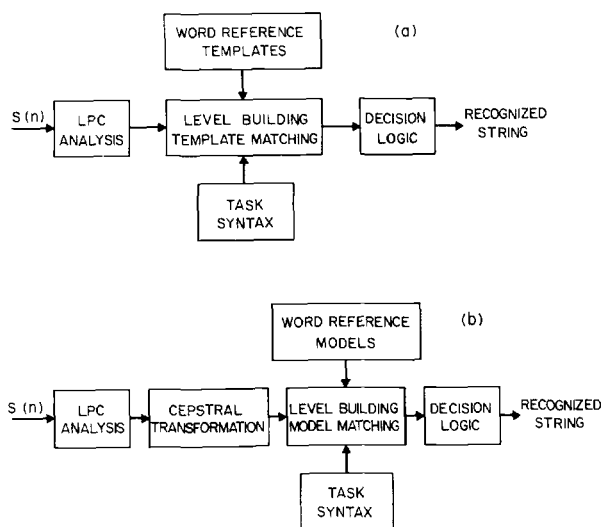 WORD REFERENCE
TEMPLATES
(a)
S(n)
LPC
ANALYSIS
LEVEL BUILDING
TEMPLATE MATCHING
DECISION
LOGIC
RECOGNIZED
STRING
TASK
SYNTAX
WORD REFERENCE
MODELS
(b)
S(n)
LPC
ANALYSIS
CEPSTRAL
TRANSFORMATION
LEVEL BUILDING
MODEL MATCHING
DECISION
LOGIC
RECOGNIZED
STRING
TASK
SYNTAX